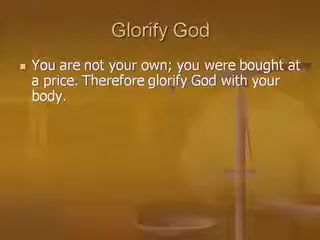 Glorify God
You are not your own; you were bought at
a price. Therefore glorify God with your
body.